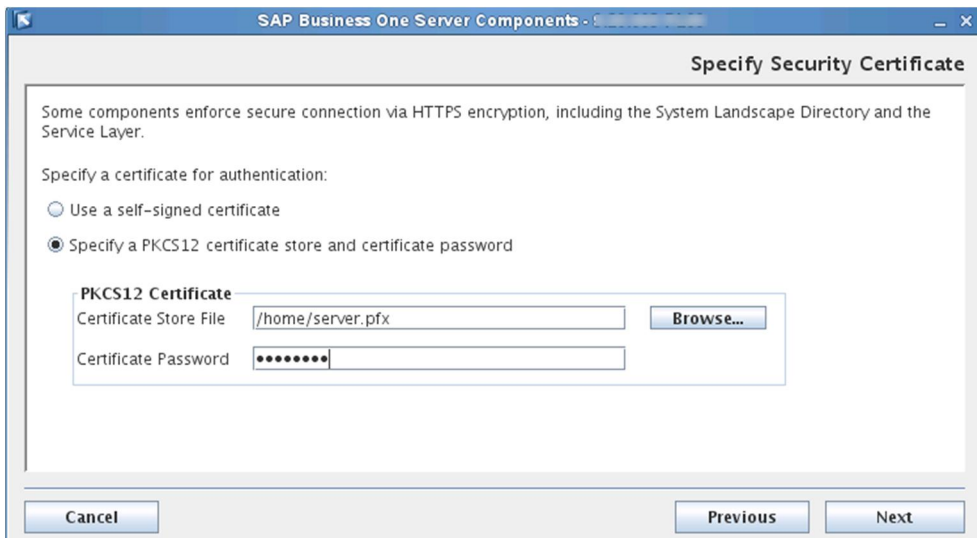 SAP Business One Server Components -
Specify Security Certificate
Some components enforce secure connection via HTTPS encryption, including the System Landscape Directory and the
Service Layer.
Specify a certificate for authentication:
Use a self-signed certificate
Specify a PKCS12 certificate store and certificate password
PKCS12 Certificate
Certificate Store File /home/server.pfx Browse...
Certificate Password ••••••••
Cancel Previous Next